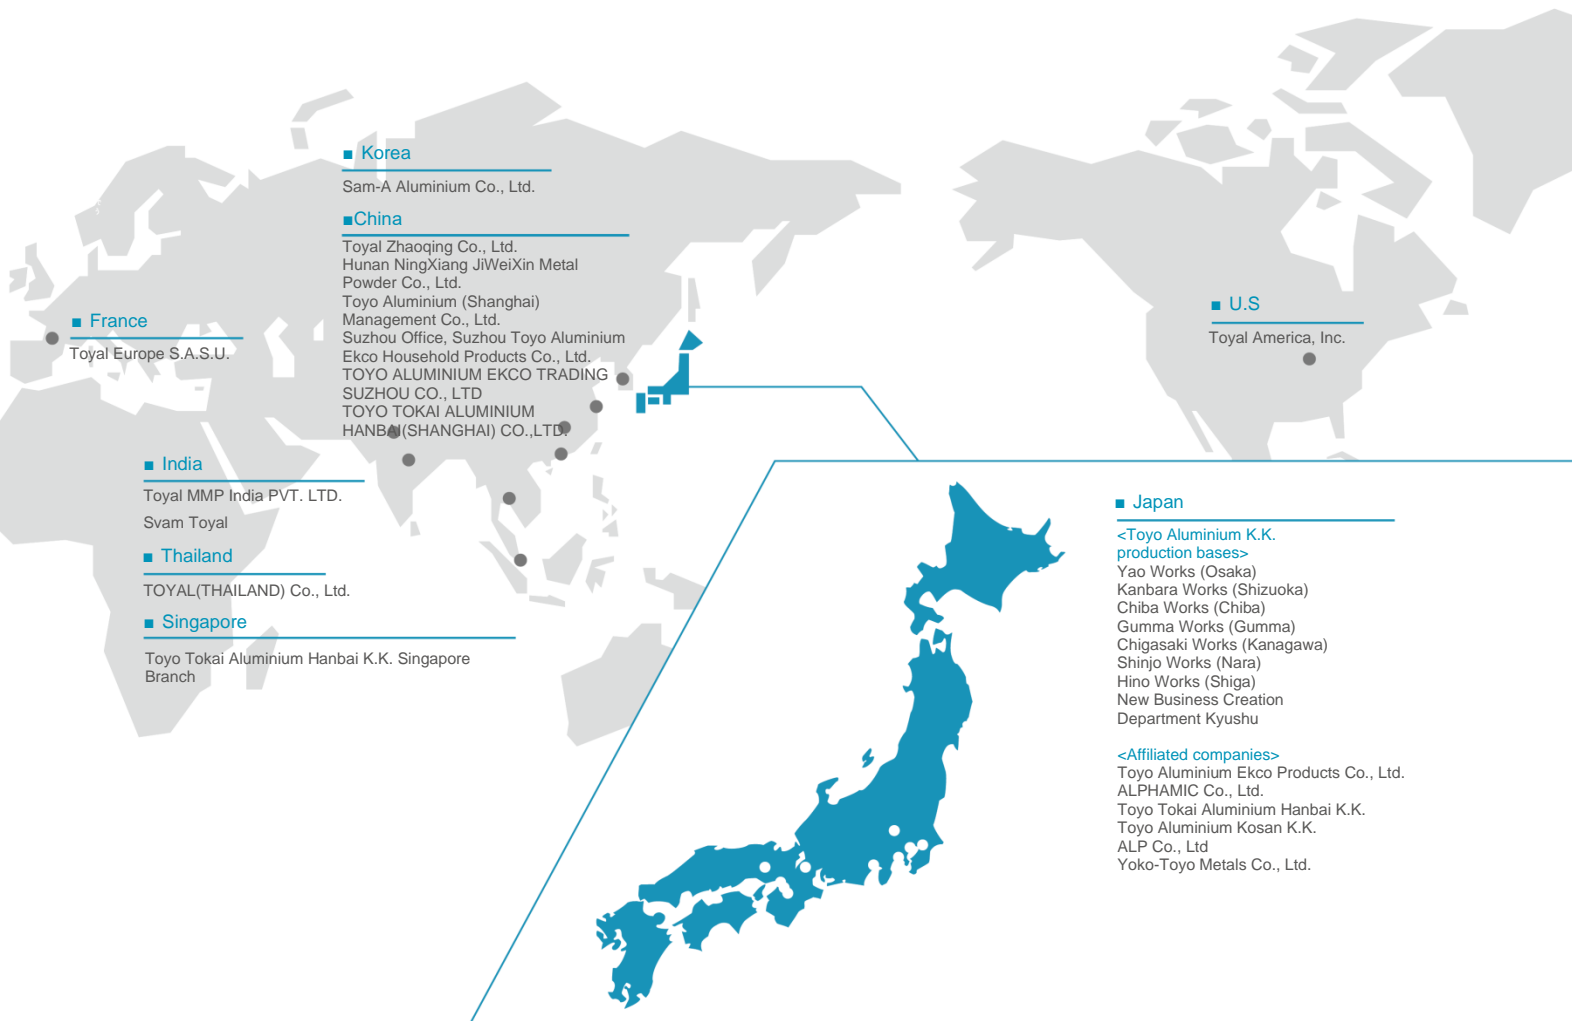 ■ Korea
Sam-A Aluminium Co., Ltd.
■China
Toyal Zhaoqing Co., Ltd.
Hunan NingXiang JiWeiXin Metal
Powder Co., Ltd.
Toyo Aluminium (Shanghai)
Management Co., Ltd.
Suzhou Office, Suzhou Toyo Aluminium
Ekco Household Products Co., Ltd.
TOYO ALUMINIUM EKCO TRADING
SUZHOU CO., LTD
TOYO TOKAI ALUMINIUM
HANBAI(SHANGHAI) CO.,LTD.
■ France
Toyal Europe S.A.S.U.
■ India
Toyal MMP India PVT. LTD.
Svam Toyal
■ Thailand
TOYAL(THAILAND) Co., Ltd.
■ Singapore
Toyo Tokai Aluminium Hanbai K.K. Singapore
Branch
■ U.S
Toyal America, Inc.
■ Japan
<Toyo Aluminium K.K.
production bases>
Yao Works (Osaka)
Kanbara Works (Shizuoka)
Chiba Works (Chiba)
Gumma Works (Gumma)
Chigasaki Works (Kanagawa)
Shinjo Works (Nara)
Hino Works (Shiga)
New Business Creation
Department Kyushu
<Affiliated companies>
Toyo Aluminium Ekco Products Co., Ltd.
ALPHAMIC Co., Ltd.
Toyo Tokai Aluminium Hanbai K.K.
Toyo Aluminium Kosan K.K.
ALP Co., Ltd
Yoko-Toyo Metals Co., Ltd.